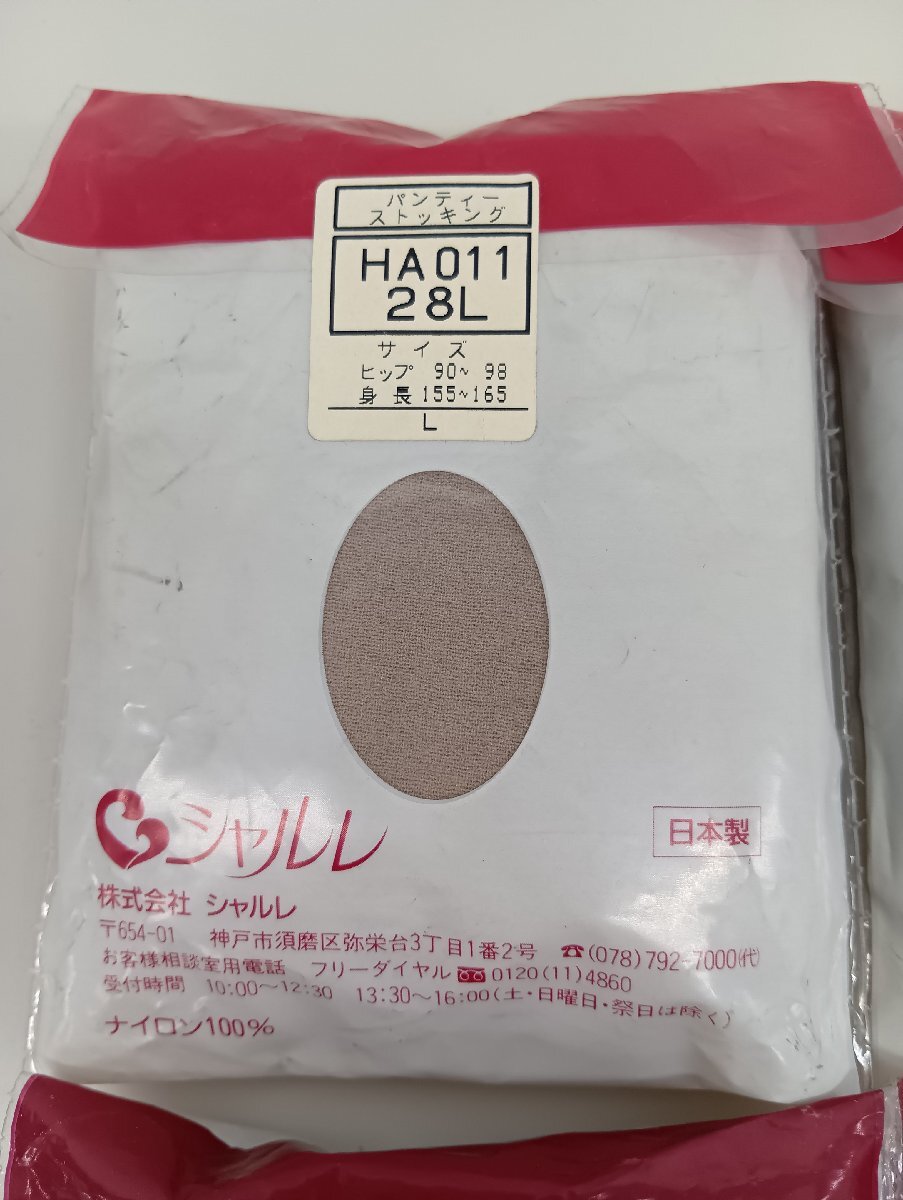 パンティー
ストッキング
HA011
28L
サイズ
ヒップ 90~ 98
身長 155~165
L
シャルレ
日本製
株式会社 シャルレ
〒654-01 神戸市須磨区弥栄台3丁目1番2号 ☎(078)792-7000(代)
お客様相談室用電話 フリーダイヤル 0120(11)4860
受付時間 10:00～12:30 13:30～16:00(土・日曜日・祭日は除く)
ナイロン100%